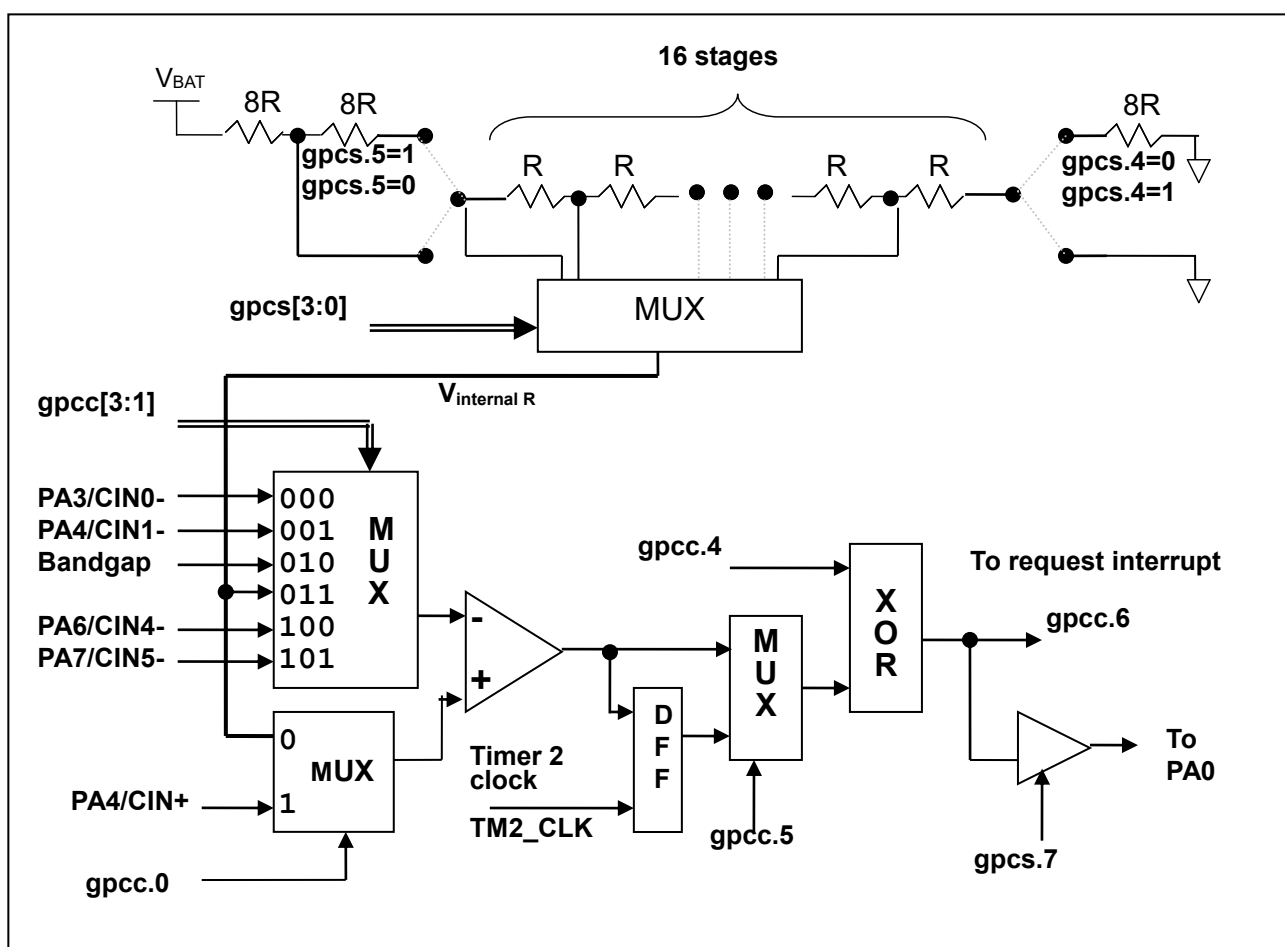 16 stages
VBAT
8R
8R
8R
gpcs.5=1
gpcs.5=0
gpcs.4=0
gpcs.4=1
R
R
R
R
MUX
gpcs[3:0]
Vinternal R
gpcc[3:1]
PA3/CIN0-
PA4/CIN1-
Bandgap
PA6/CIN4-
PA7/CIN5-
000
001
010
011
100
101
M
U
X
-
+
gpcc.4
X
O
R
To request interrupt
gpcc.6
M
U
X
D
F
F
Timer 2
clock
TM2_CLK
gpcc.5
To
PA0
gpcs.7
0
1
MUX
PA4/CIN+
gpcc.0